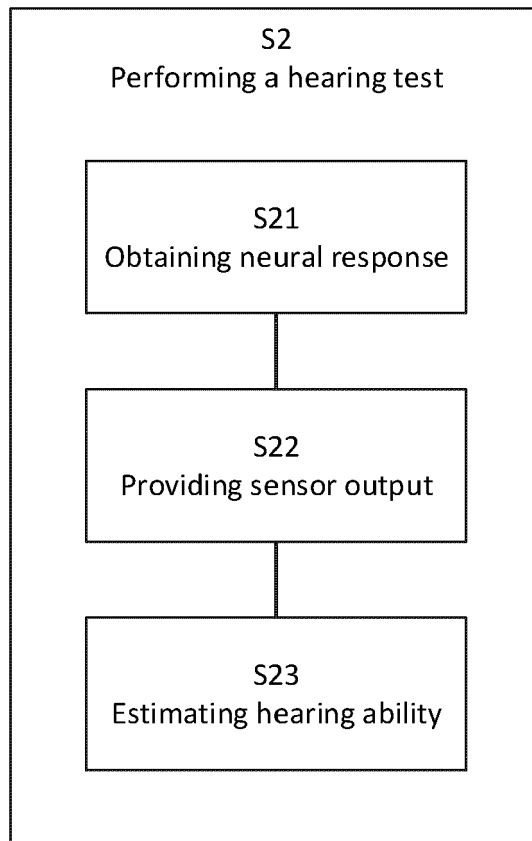 S2
Performing a hearing test
S21
Obtaining neural response
S22
Providing sensor output
S23
Estimating hearing ability